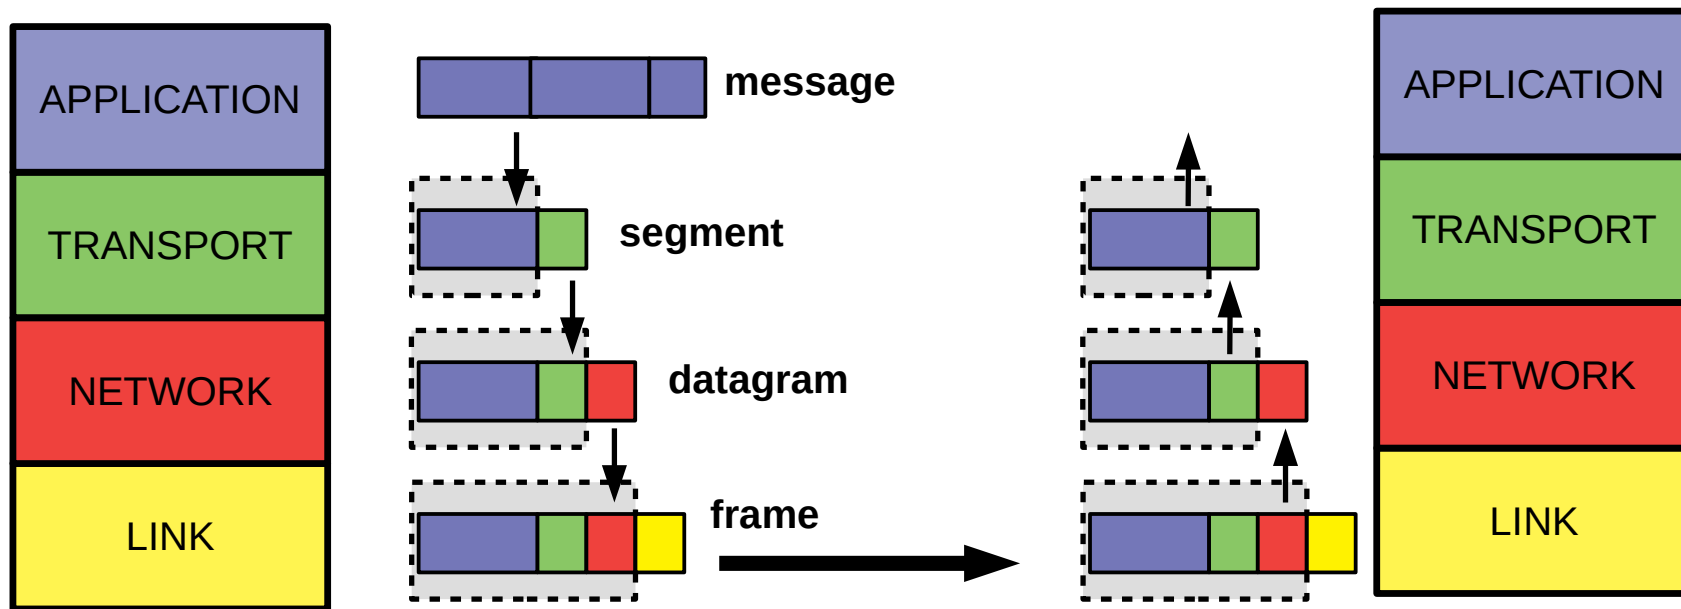 APPLICATION
TRANSPORT
NETWORK
LINK
message
segment
datagram
frame
APPLICATION
TRANSPORT
NETWORK
LINK